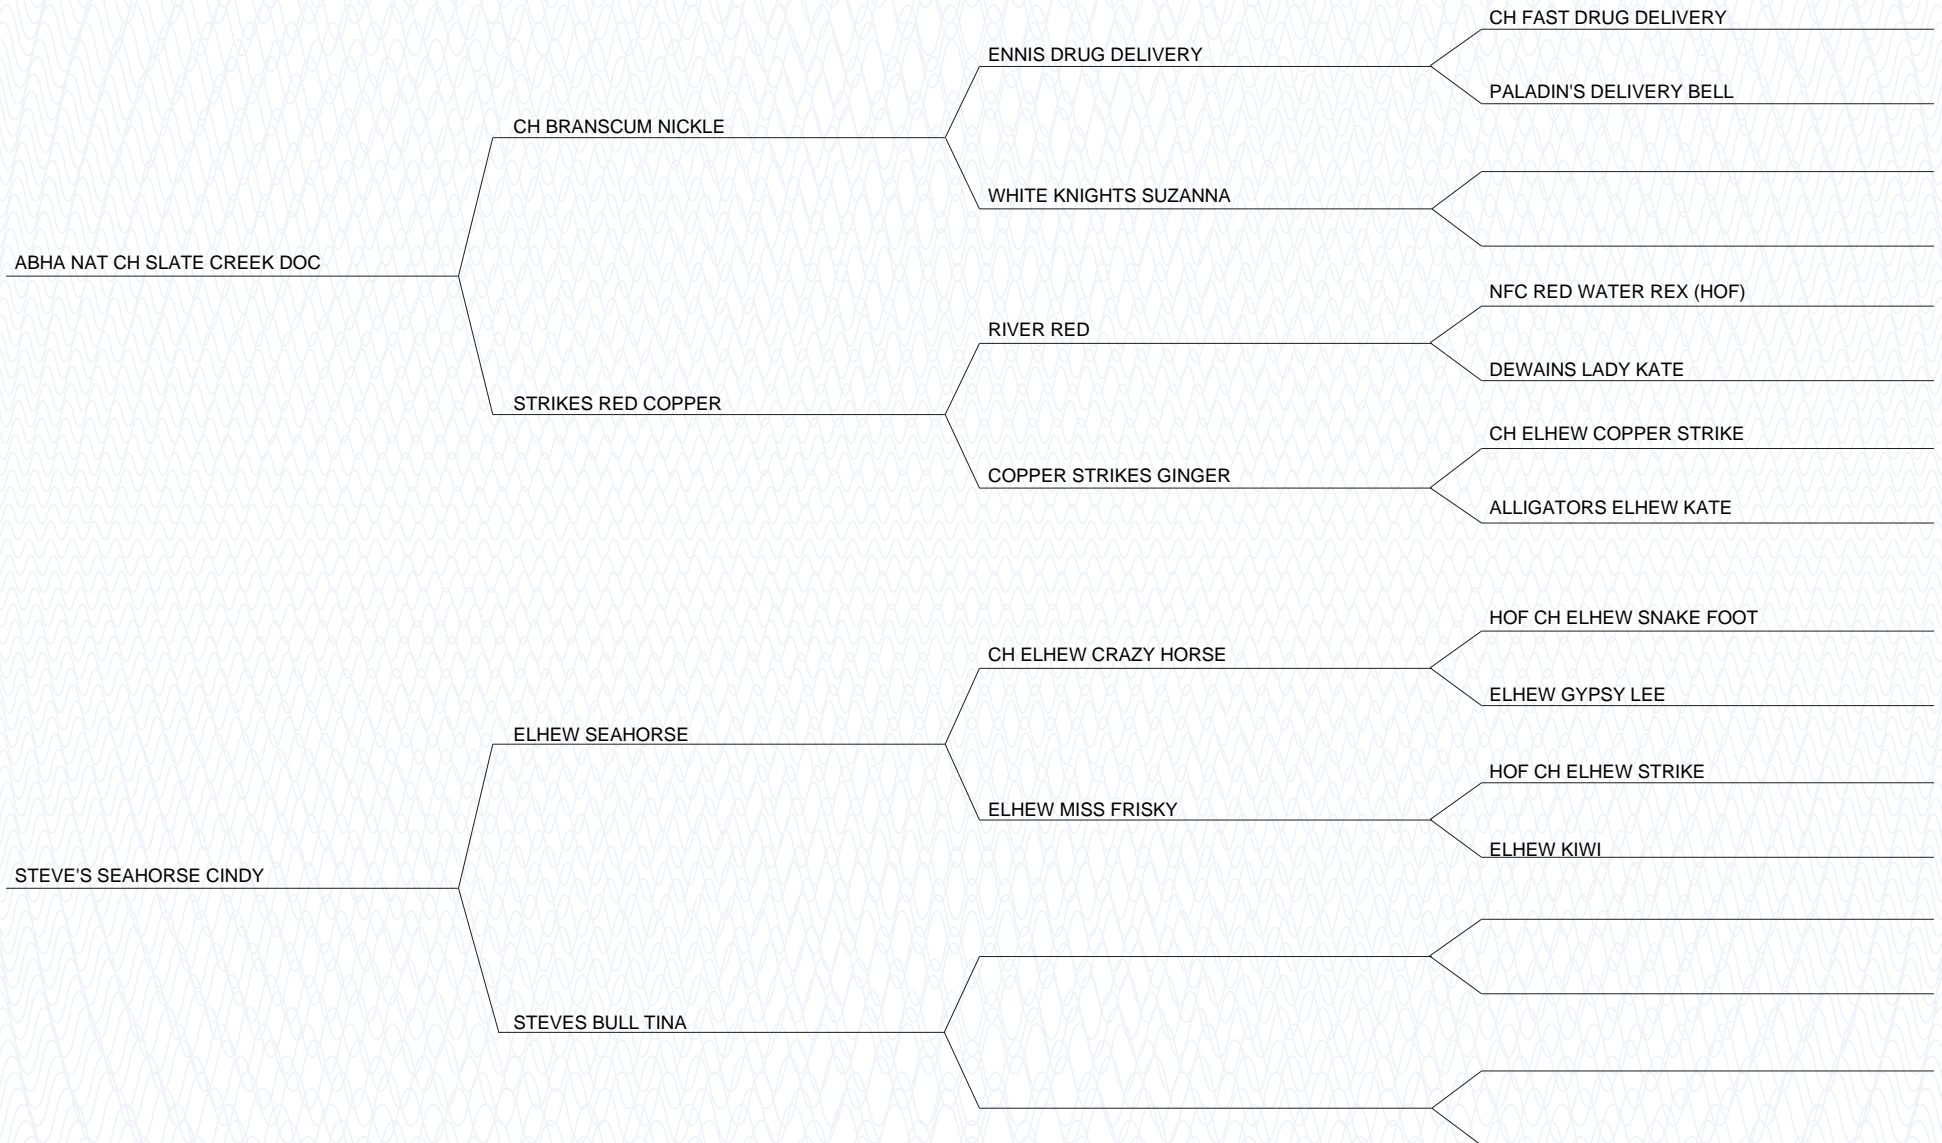 CH FAST DRUG DELIVERY
ENNIS DRUG DELIVERY
PALADIN'S DELIVERY BELL
CH BRANSCUM NICKLE
WHITE KNIGHTS SUZANNA
ABHA NAT CH SLATE CREEK DOC
NFC RED WATER REX (HOF)
RIVER RED
DEWAINS LADY KATE
STRIKES RED COPPER
CH ELHEW COPPER STRIKE
COPPER STRIKES GINGER
ALLIGATORS ELHEW KATE
HOF CH ELHEW SNAKE FOOT
CH ELHEW CRAZY HORSE
ELHEW GYPSY LEE
ELHEW SEAHORSE
HOF CH ELHEW STRIKE
ELHEW MISS FRISKY
ELHEW KIWI
STEVE'S SEAHORSE CINDY
STEVES BULL TINA